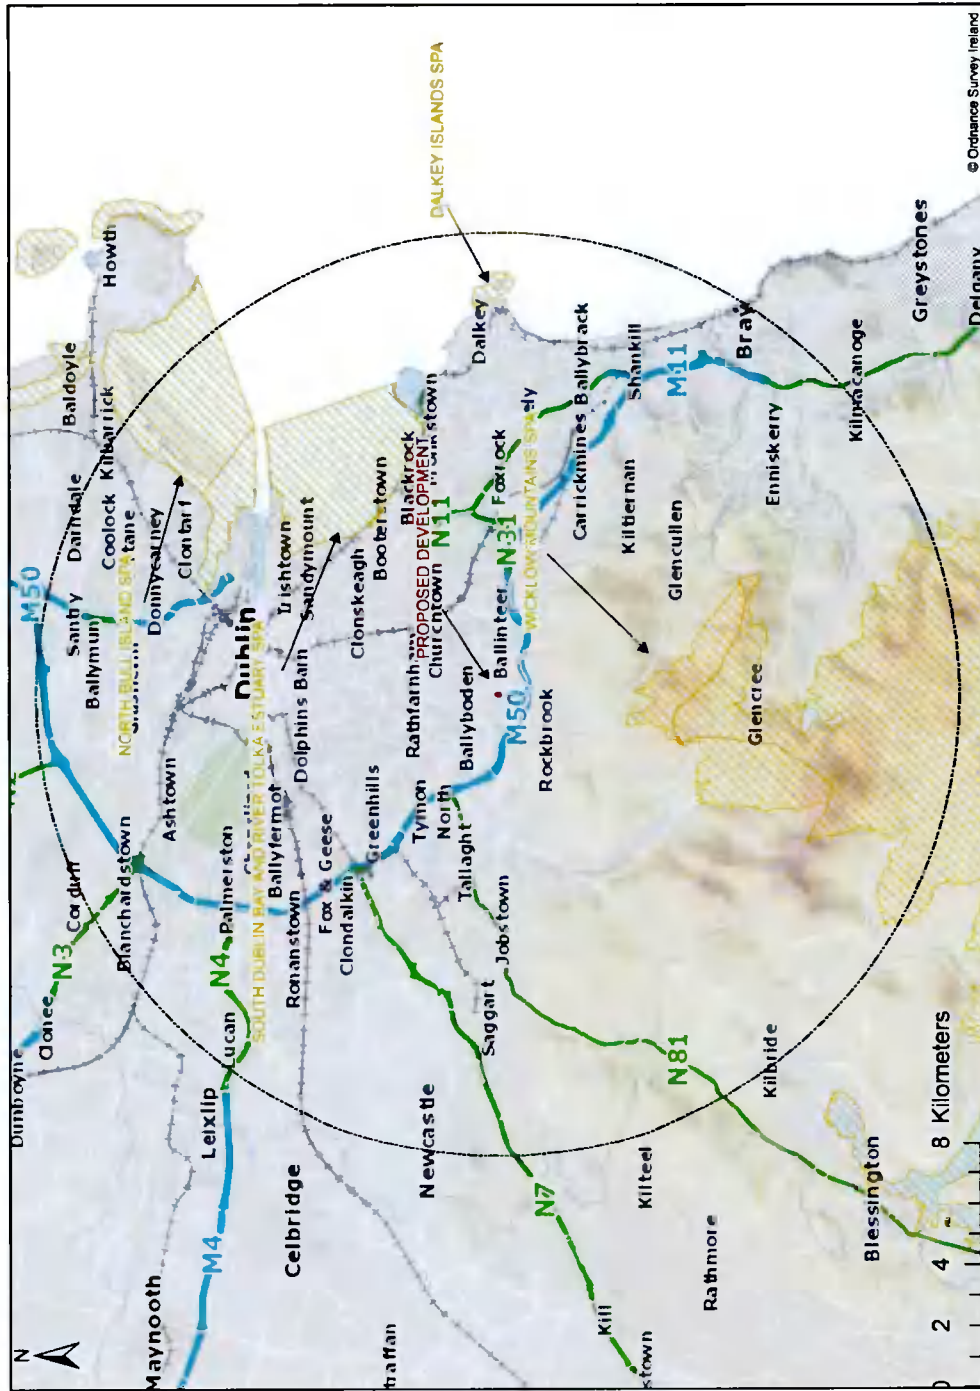 N
Dunboyne
Clonee
N3
Corduff
Blanchardstown
M50
Santry
Darndale
Ballymun
Coolock
Baldoyle
Kilbarrick
Howth
NORTH BULL ISLAND SPA
Donnycarney
Clontarf
Ashtown
Maynooth
M4
Leixlip
Lucan
N4
Palmerston
Dublin
SOUTH DUBLIN BAY AND RIVER TOLKA ESTUARY SPA
Irishtown
Sandymount
Ballyfermot
Dolphins Barn
Celbridge
Ronanstown
Fox & Geese
Clondalkin
Greenhills
Clonskeagh
Booterstown
Blackrock
DALKEY ISLANDS SPA
Rathfarnham
Churchtown
PROPOSED DEVELOPMENT
N11
Newcastle
Tymon
North
Tallaght
Ballyboden
Ballinteer
N31
Foxrock
Dalkey
Saggart
Jobstown
M50
WICKLOW MOUNTAINS SPA
N7
Rockbrook
Carrickmines
Ballybrack
Kill
Kilteel
Kiltiernan
Shankill
N81
Glencullen
M11
Rathmore
Kilbride
Glencree
Enniskerry
Bray
Blessington
Kilmacanoge
Greystones
Delgany
0 2 4 8 Kilometers
© Ordnance Survey Ireland